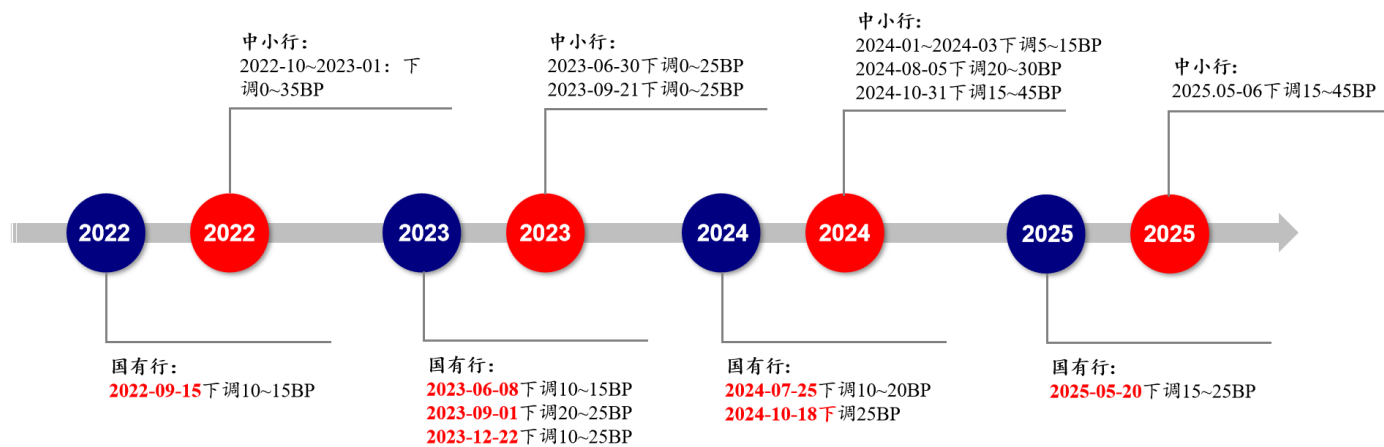 中小行：
2022-10~2023-01：下
调0~35BP
中小行：
2023-06-30下调0~25BP
2023-09-21下调0~25BP
中小行：
2024-01~2024-03下调5~15BP
2024-08-05下调20~30BP
2024-10-31下调15~45BP
中小行：
2025.05-06下调15~45BP
2022
2022
2023
2023
2024
2024
2025
2025
国有行：
2022-09-15下调10~15BP
国有行：
2023-06-08下调10~15BP
2023-09-01下调20~25BP
2023-12-22下调10~25BP
国有行：
2024-07-25下调10~20BP
2024-10-18下调25BP
国有行：
2025-05-20下调15~25BP